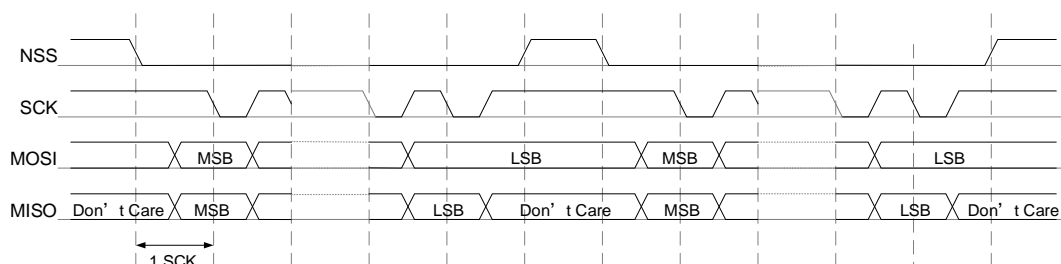 NSS
SCK
MOSI MSB LSB MSB LSB
MISO Don't Care MSB LSB Don't Care MSB LSB Don't Care
1 SCK